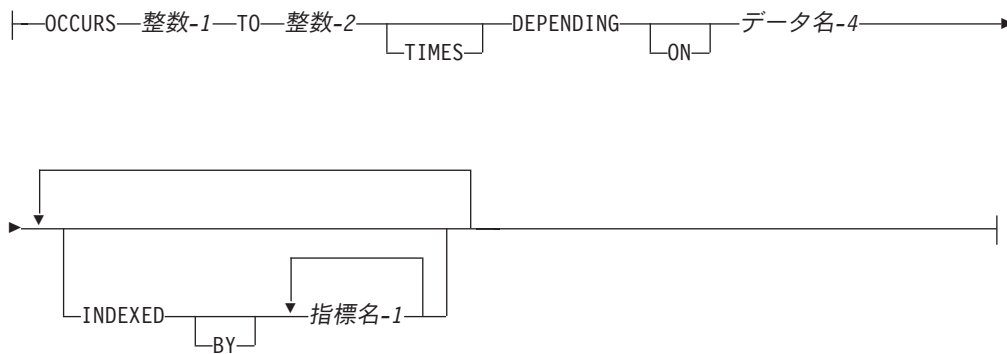 OCCURS 整数-1 TO 整数-2 DEPENDING データ名-4
TIMES ON
INDEXED 指標名-1
BY